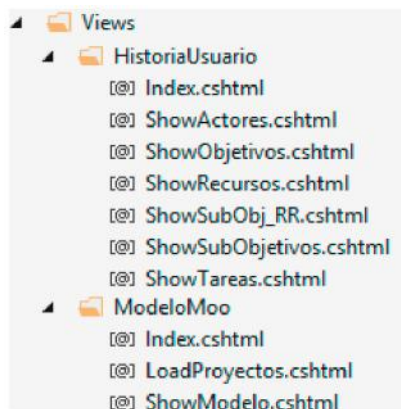 Views
HistoriaUsuario
[@] Index.cshtml
[@] ShowActores.cshtml
[@] ShowObjetivos.cshtml
[@] ShowRecursos.cshtml
[@] ShowSubObj_RR.cshtml
[@] ShowSubObjetivos.cshtml
[@] ShowTareas.cshtml
ModeloMoo
[@] Index.cshtml
[@] LoadProyectos.cshtml
[@] ShowModelo.cshtml